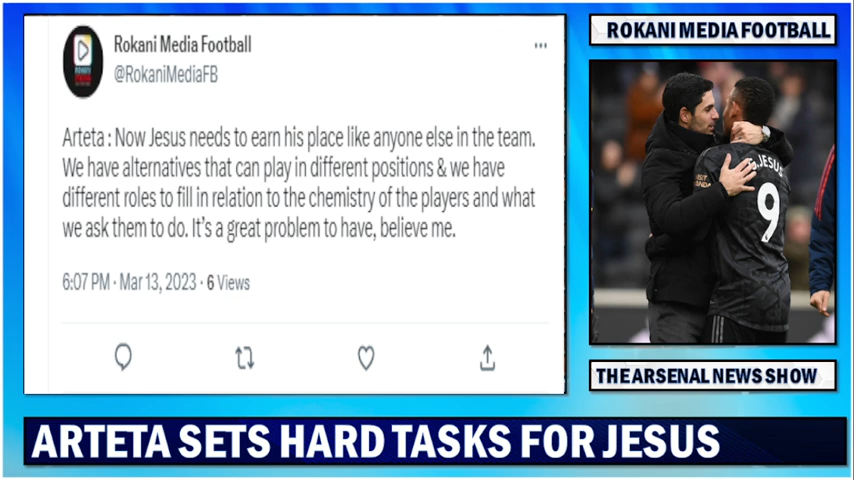 Rokani Media Football
@RokaniMediaFB
Arteta : Now Jesus needs to earn his place like anyone else in the team.
We have alternatives that can play in different positions & we have
different roles to fill in relation to the chemistry of the players and what
we ask them to do. It's a great problem to have, believe me.
6:07 PM · Mar 13, 2023 · 6 Views
ROKANI MEDIA FOOTBALL
G.JESUS
9
THE ARSENAL NEWS SHOW
ARTETA SETS HARD TASKS FOR JESUS